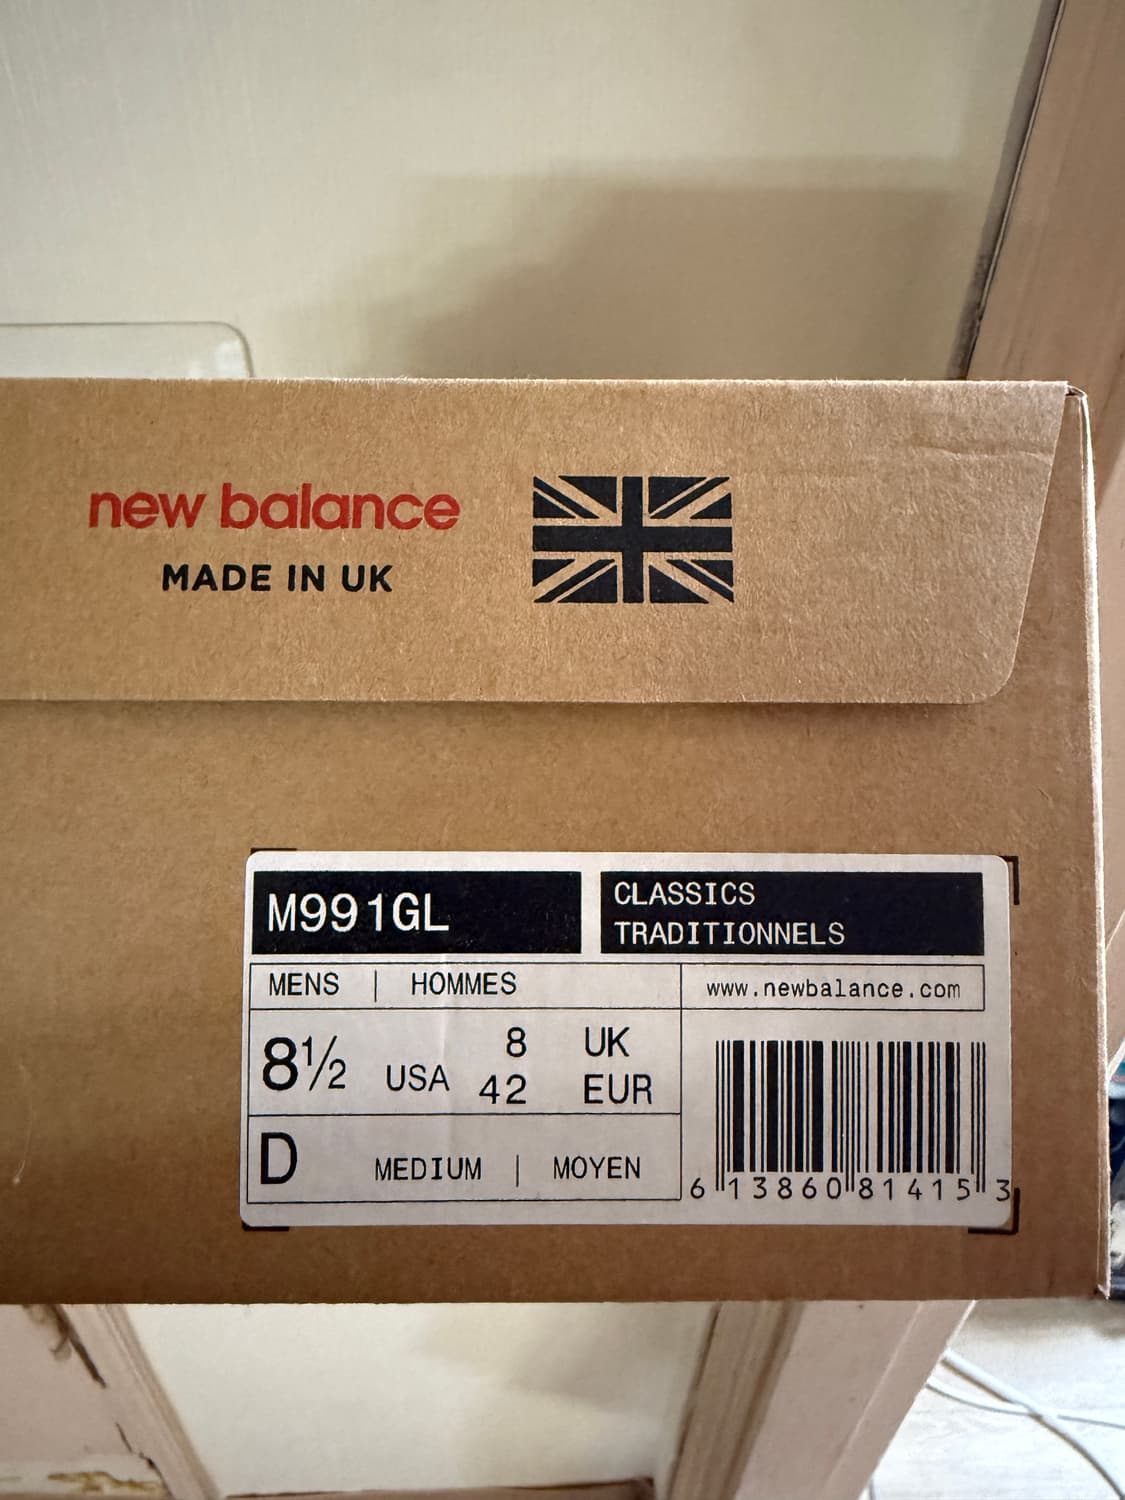 new balance
MADE IN UK
M991GL
CLASSICS
TRADITIONNELS
MENS | HOMMES
www.newbalance.com
8½ USA
8 UK
42 EUR
D MEDIUM | MOYEN
6 13860 81415 3